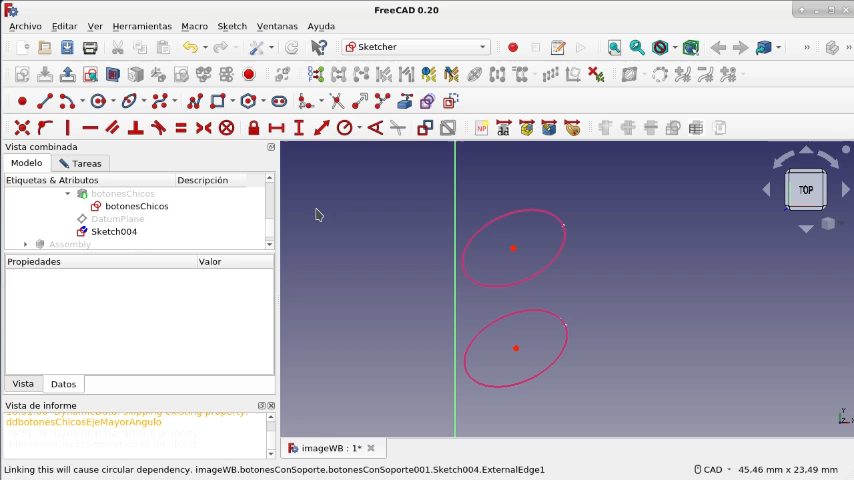 FreeCAD 0.20
Archivo Editar Ver Herramientas Macro Sketch Ventanas Ayuda
Sketcher
NP
Vista combinada
Modelo Tareas
Etiquetas & Atributos Descripción
botonesChicos
botonesChicos
DatumPlane
Sketch004
Assembly
Propiedades Valor
Vista Datos
Vista de informe
ddbotonesChicosEjeMayorAngulo
TOP
Y
Z
imageWB : 1*
Linking this will cause circular dependency. imageWB.botonesConSoporte.botonesConSoporte001.Sketch004.ExternalEdge1
CAD 45,46 mm x 23,49 mm